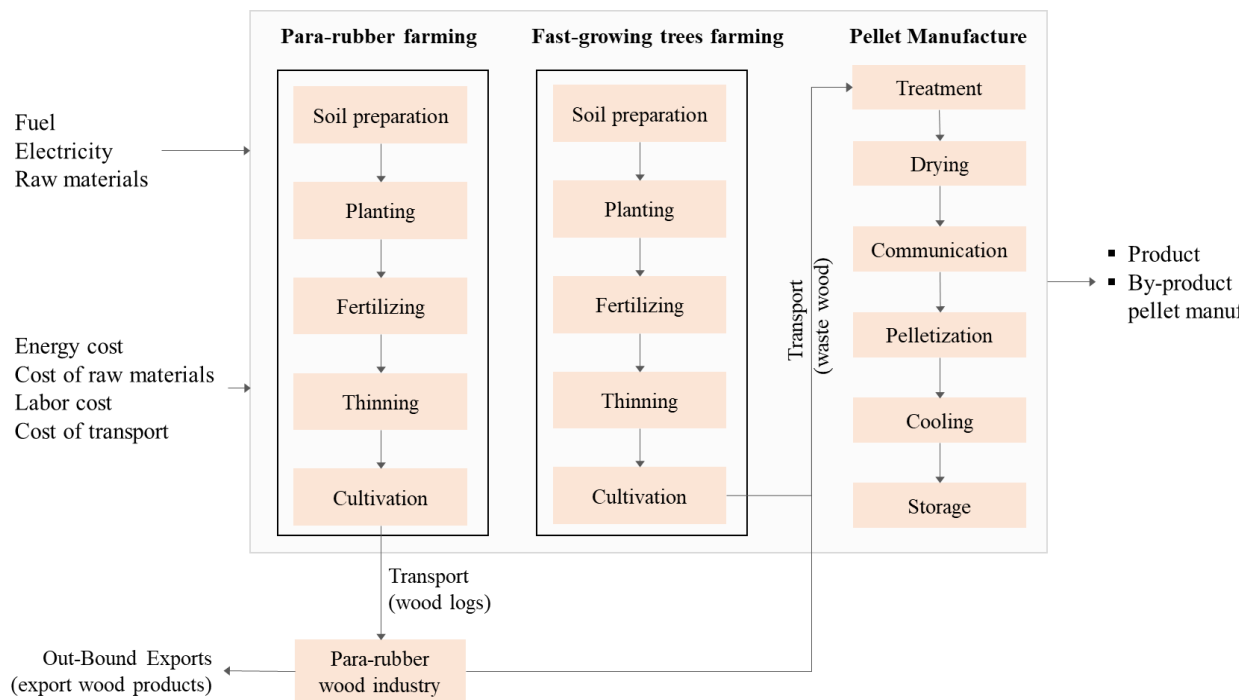 Para-rubber farming
Fast-growing trees farming
Pellet Manufacture
Fuel
Electricity
Raw materials
Energy cost
Cost of raw materials
Labor cost
Cost of transport
Soil preparation
Planting
Fertilizing
Thinning
Cultivation
Soil preparation
Planting
Fertilizing
Thinning
Cultivation
Transport
(waste wood)
Treatment
Drying
Communication
Pelletization
Cooling
Storage
▪ Product
▪ By-product
pellet manuf
Transport
(wood logs)
Para-rubber
wood industry
Out-Bound Exports
(export wood products)